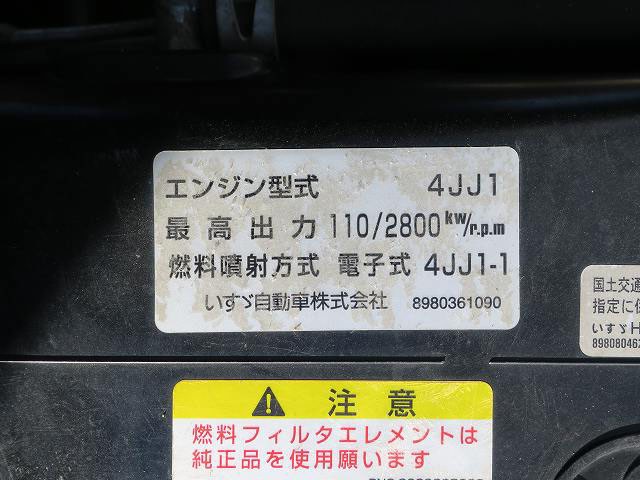 エンジン型式 4JJ1
最高出力 110/2800kw/r.p.m
燃料噴射方式 電子式 4JJ1-1
いすゞ自動車株式会社 8980361090
国土交通
指定に
いすゞH
89808046
注意
燃料フィルタエレメントは
純正品を使用願います